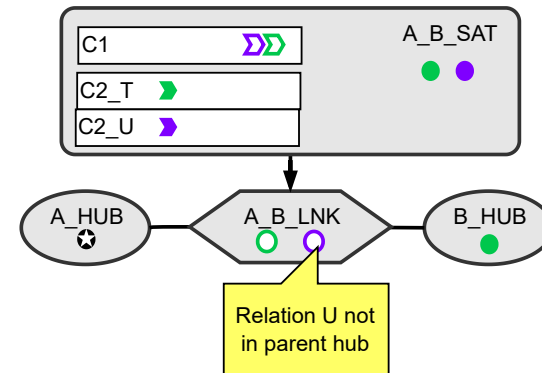 A_B_SAT
C1
C2_T
C2_U
A_HUB
A_B_LNK
B_HUB
Relation U not
in parent hub